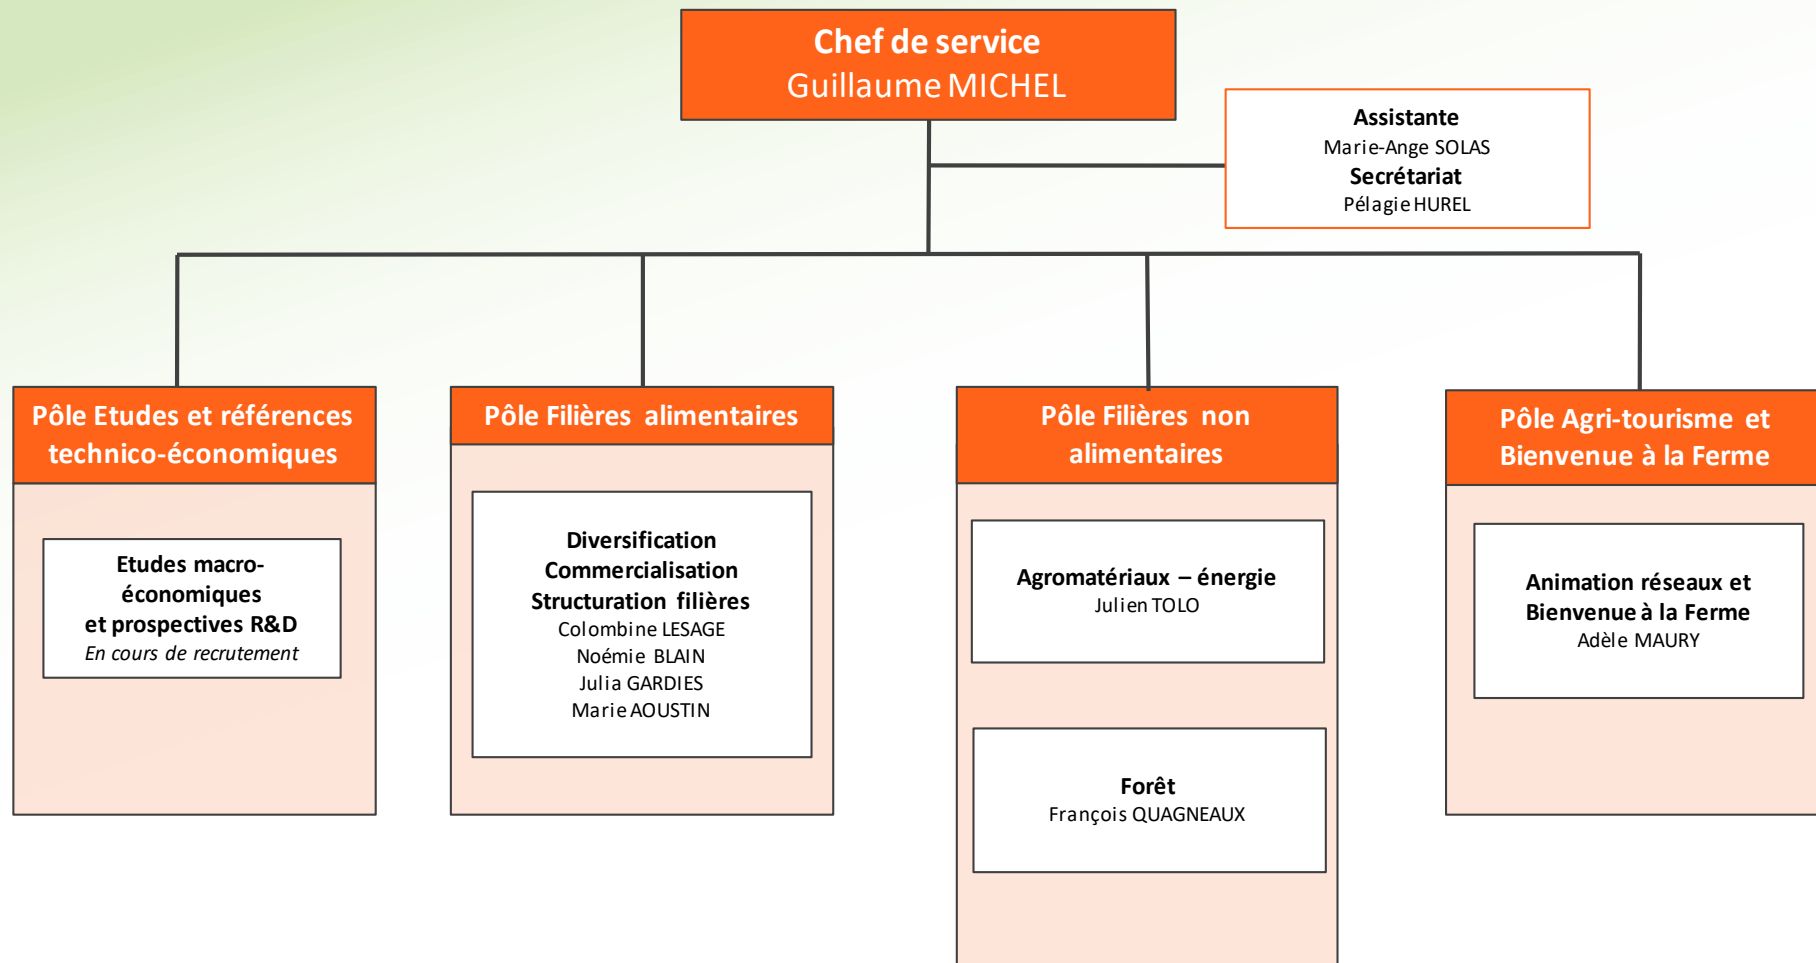 Chef de service
Guillaume MICHEL
Assistante
Marie-Ange SOLAS
Secrétariat
Pélagie HUREL
Pôle Etudes et références
technico-économiques
Etudes macro-
économiques
et prospectives R&D
En cours de recrutement
Pôle Filières alimentaires
Diversification
Commercialisation
Structuration filières
Colombine LESAGE
Noémie BLAIN
Julia GARDIES
Marie AOUSTIN
Pôle Filières non
alimentaires
Agromatériaux – énergie
Julien TOLO
Forêt
François QUAGNEAUX
Pôle Agri-tourisme et
Bienvenue à la Ferme
Animation réseaux et
Bienvenue à la Ferme
Adèle MAURY